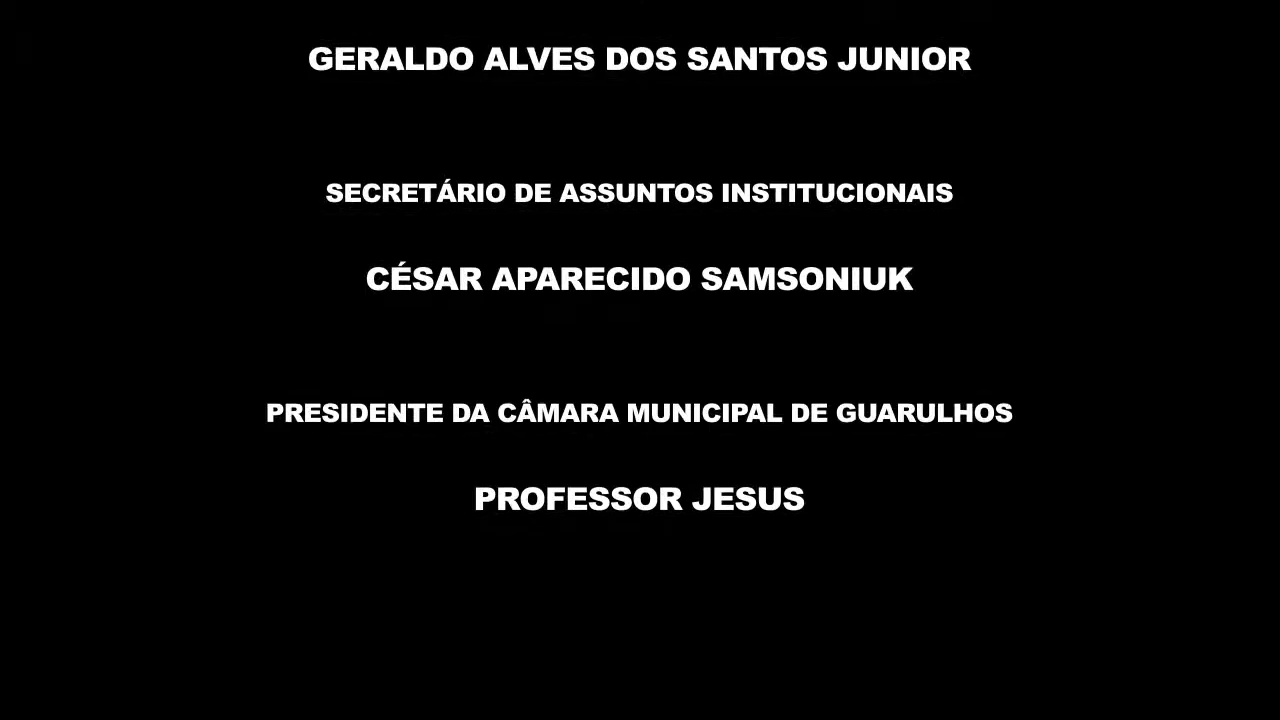 GERALDO ALVES DOS SANTOS JUNIOR
SECRETÁRIO DE ASSUNTOS INSTITUCIONAIS
CÉSAR APARECIDO SAMSONIUK
PRESIDENTE DA CÂMARA MUNICIPAL DE GUARULHOS
PROFESSOR JESUS